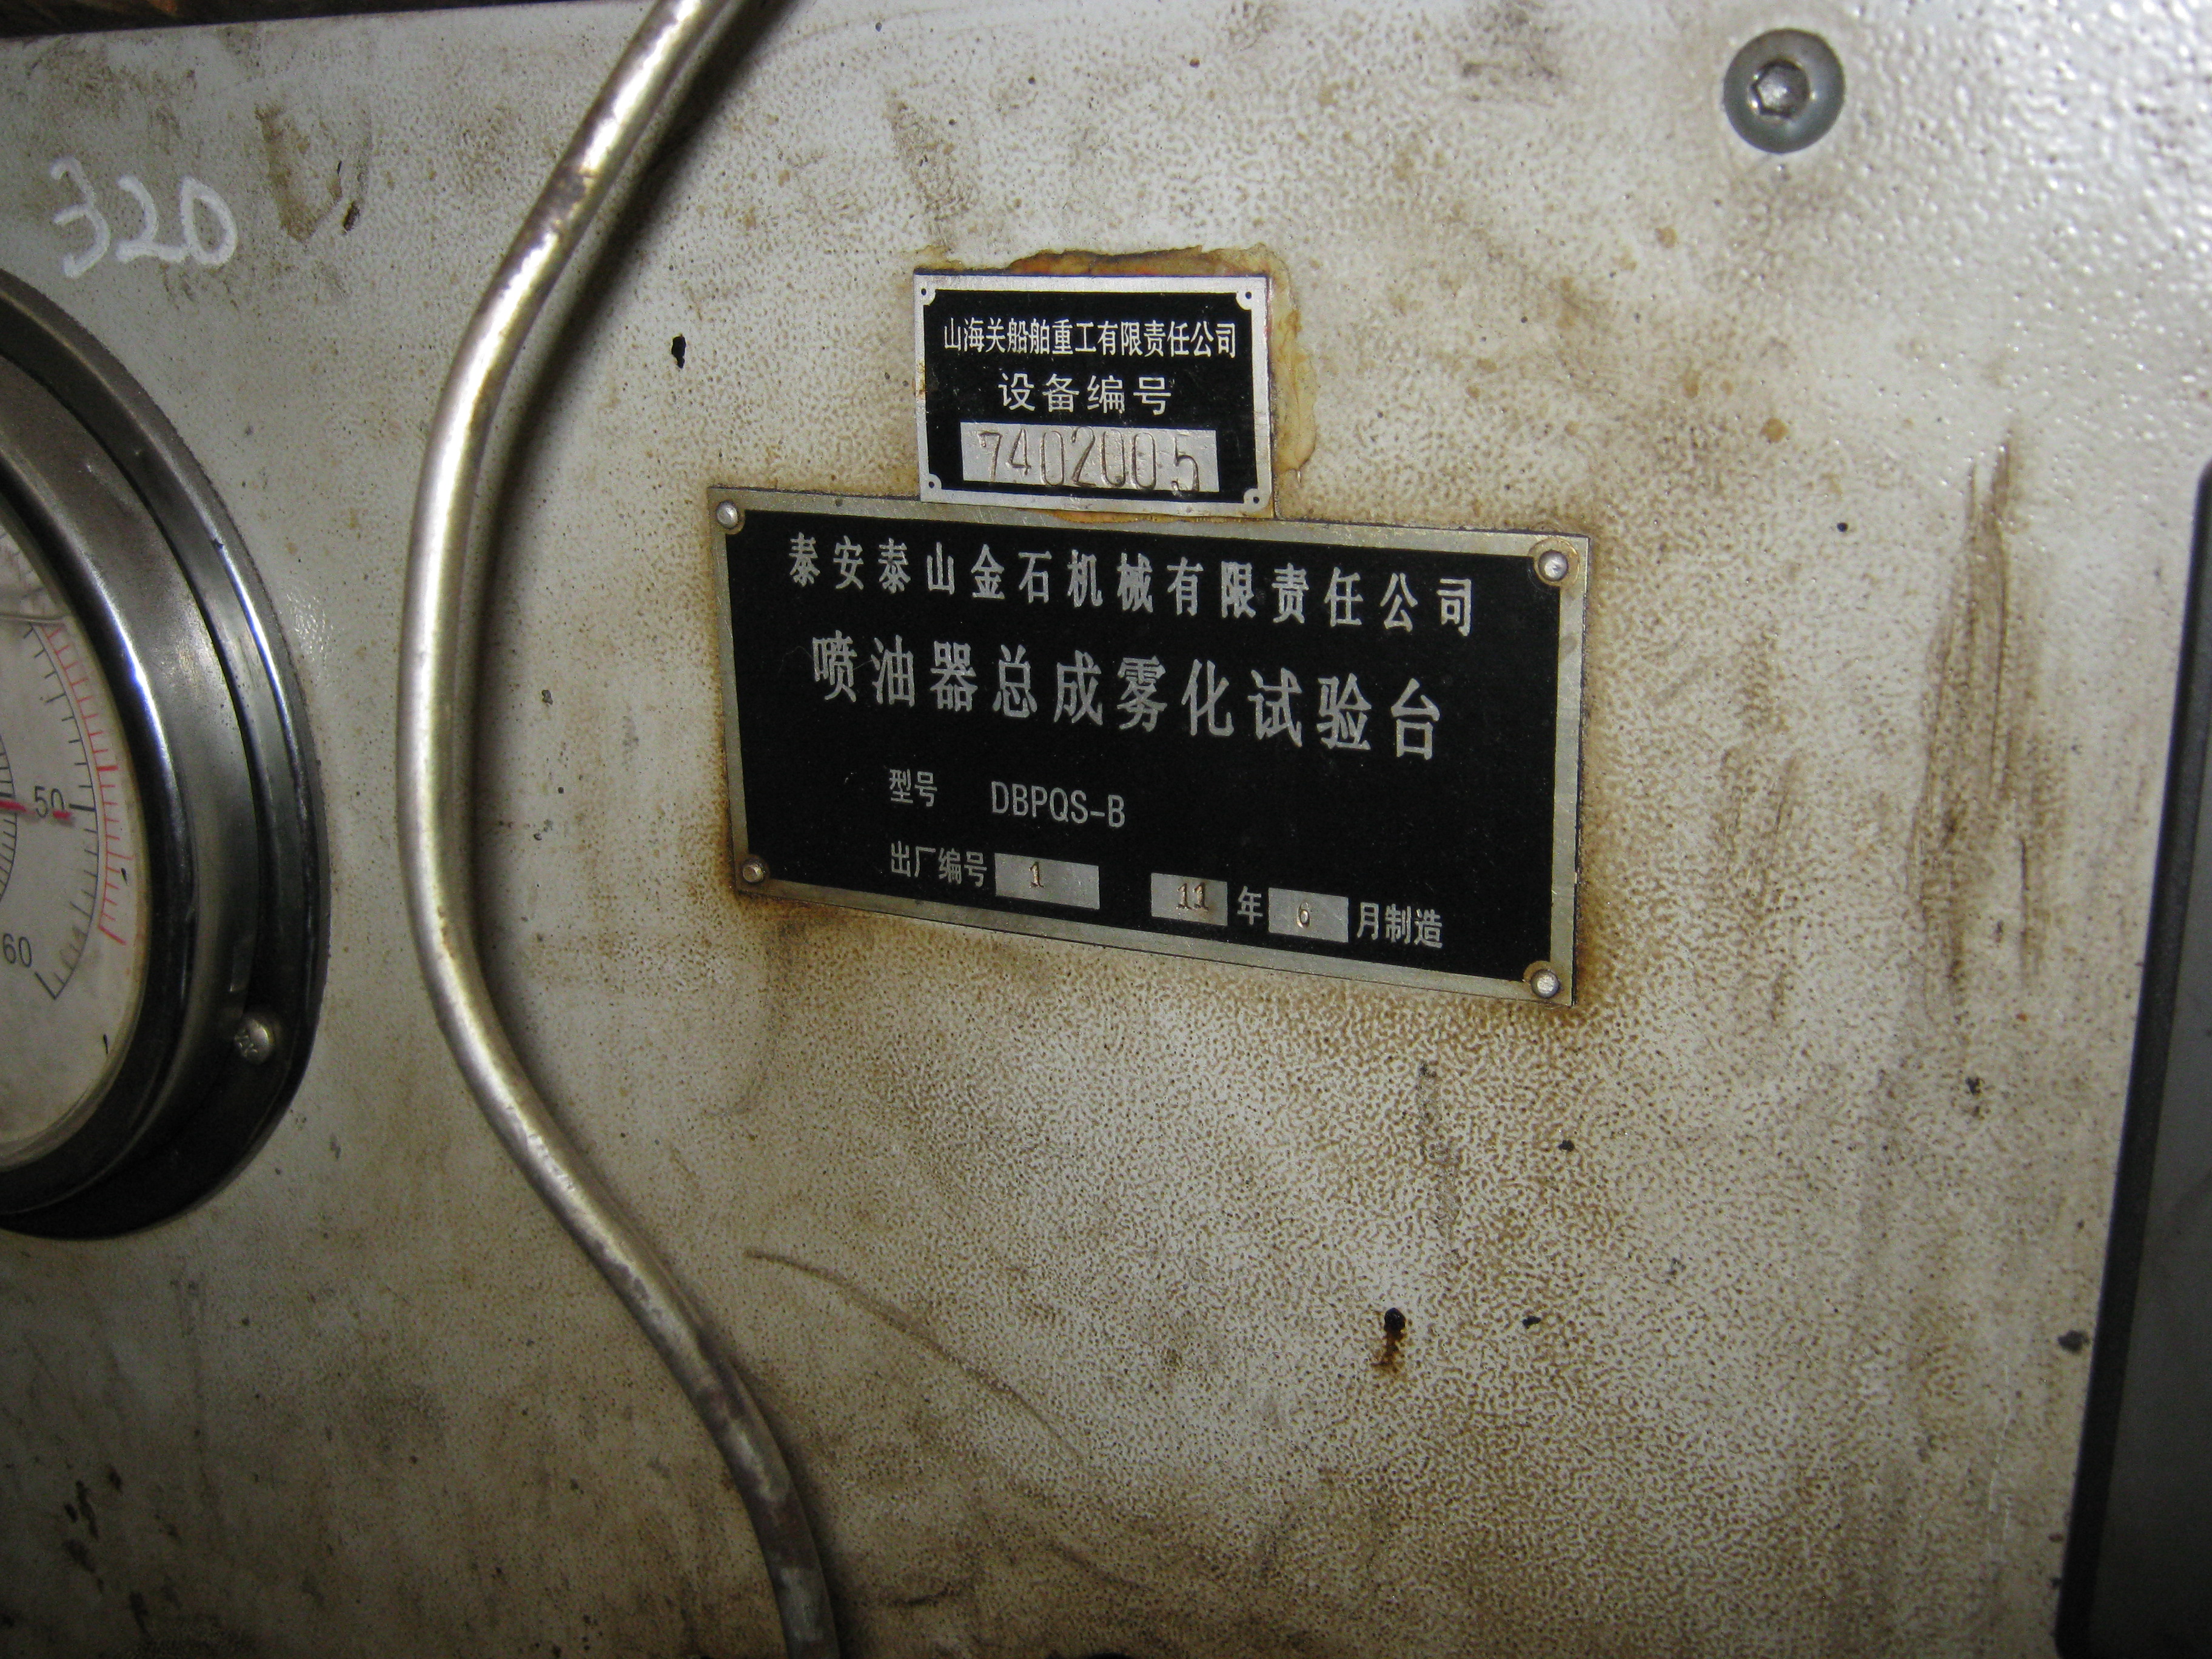 320
山海关船舶重工有限责任公司
设备编号
7402005
泰安泰山金石机械有限责任公司
喷油器总成雾化试验台
型号 DBPQS-B
出厂编号 1 11 年 6 月制造
50
60